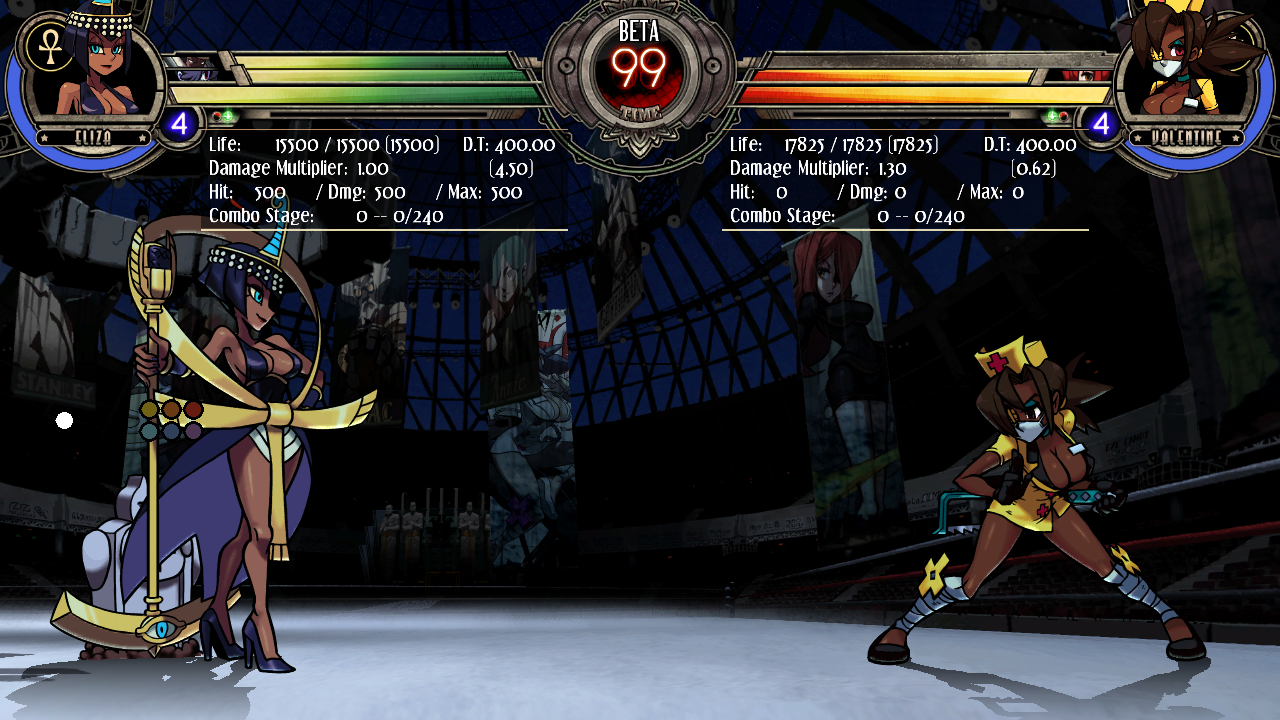 BETA
99
TIME
4
4
ELIZA
VALENTINE
Life: 15500 / 15500 (15500) D.T: 400.00
Damage Multiplier: 1.00 (4.50)
Hit: 500 / Dmg: 500 / Max: 500
Combo Stage: 0 -- 0/240
Life: 17825 / 17825 (17825) D.T: 400.00
Damage Multiplier: 1.30 (0.62)
Hit: 0 / Dmg: 0 / Max: 0
Combo Stage: 0 -- 0/240
STANLEY